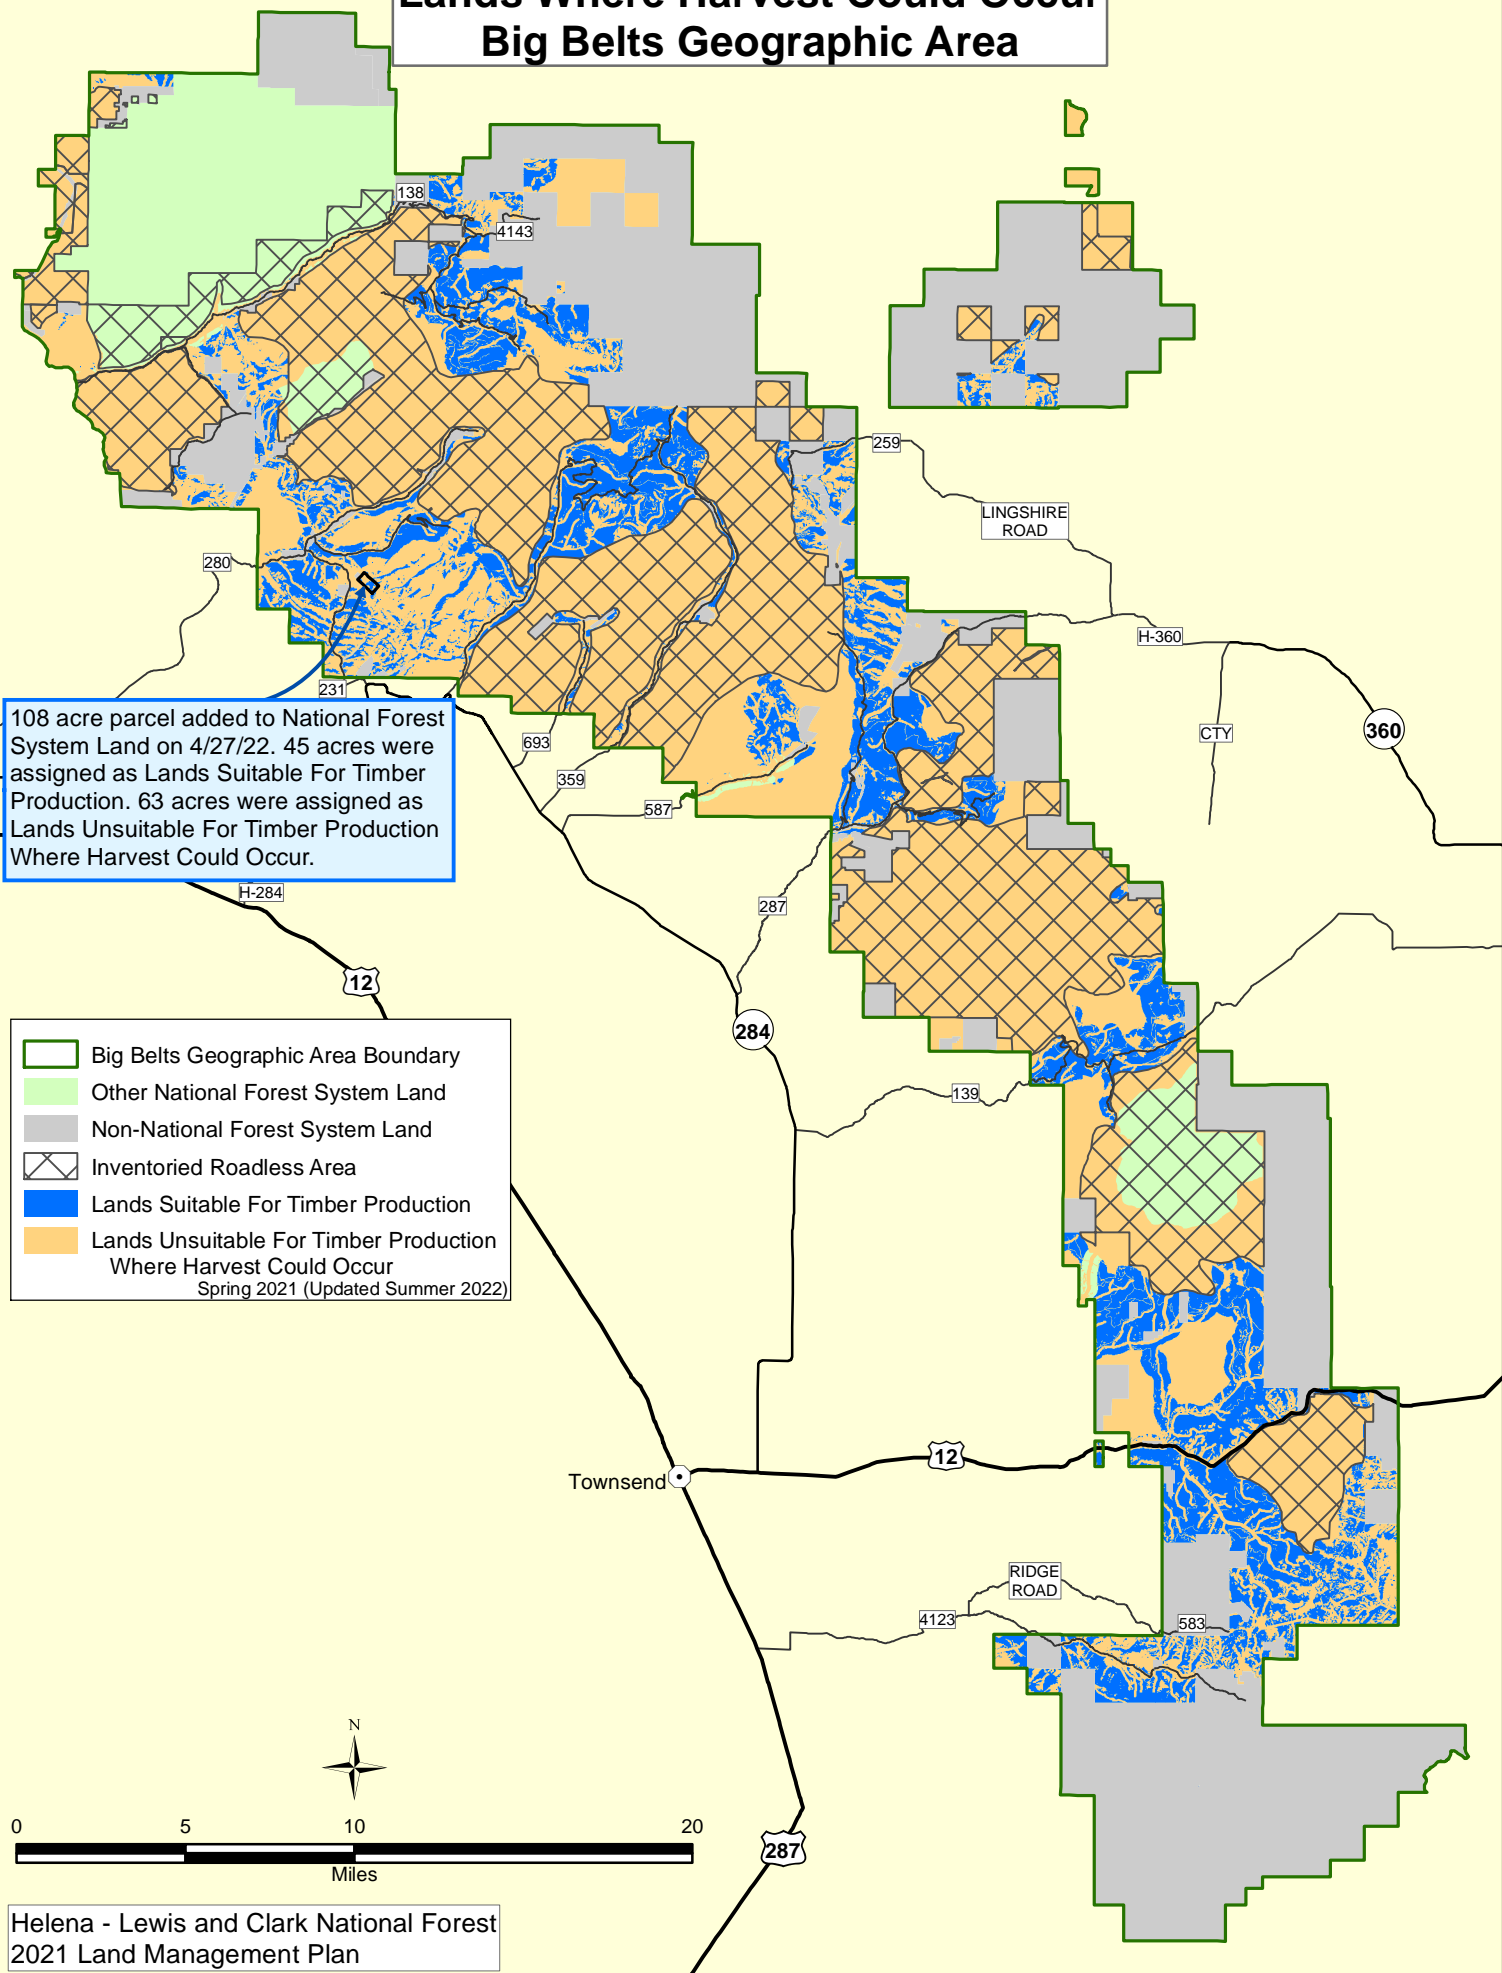 Lands Where Harvest Could Occur
Big Belts Geographic Area
138
4143
259
LINGSHIRE
ROAD
280
H-360
231
108 acre parcel added to National Forest
System Land on 4/27/22. 45 acres were
assigned as Lands Suitable For Timber
Production. 63 acres were assigned as
Lands Unsuitable For Timber Production
Where Harvest Could Occur.
693
359
587
CTY
360
H-284
287
12
284
139
Big Belts Geographic Area Boundary
Other National Forest System Land
Non-National Forest System Land
Inventoried Roadless Area
Lands Suitable For Timber Production
Lands Unsuitable For Timber Production
Where Harvest Could Occur
Spring 2021 (Updated Summer 2022)
12
Townsend
RIDGE
ROAD
4123
583
N
0 5 10 20
Miles
287
Helena - Lewis and Clark National Forest
2021 Land Management Plan